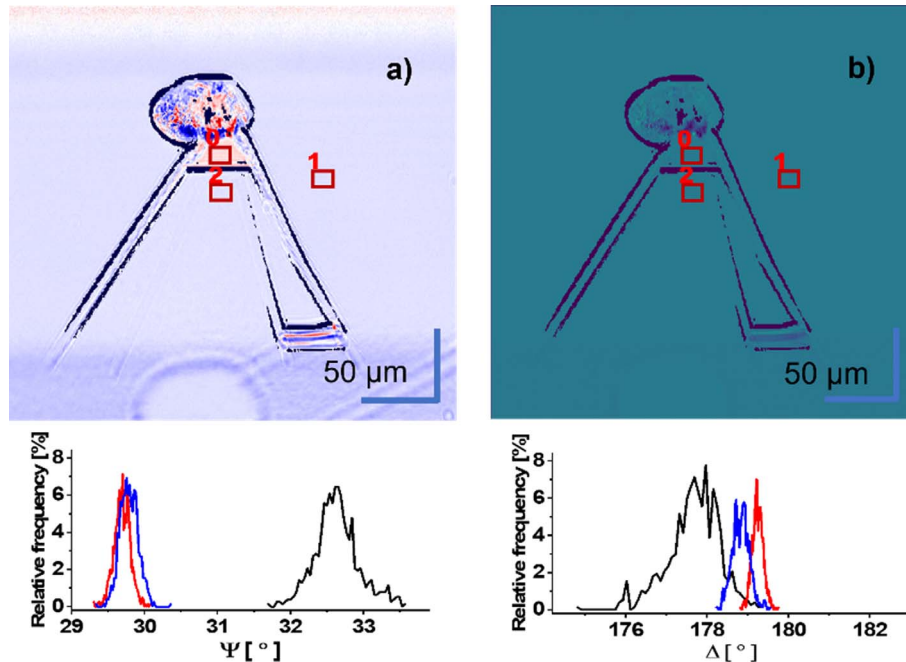 a)
0
1
2
50 µm
b)
0
1
2
50 µm
Relative frequency [%]
8
6
4
2
0
29 30 31 32 33
Ψ [ ° ]
Relative frequency [%]
8
6
4
2
0
176 178 180 182
Δ [ ° ]